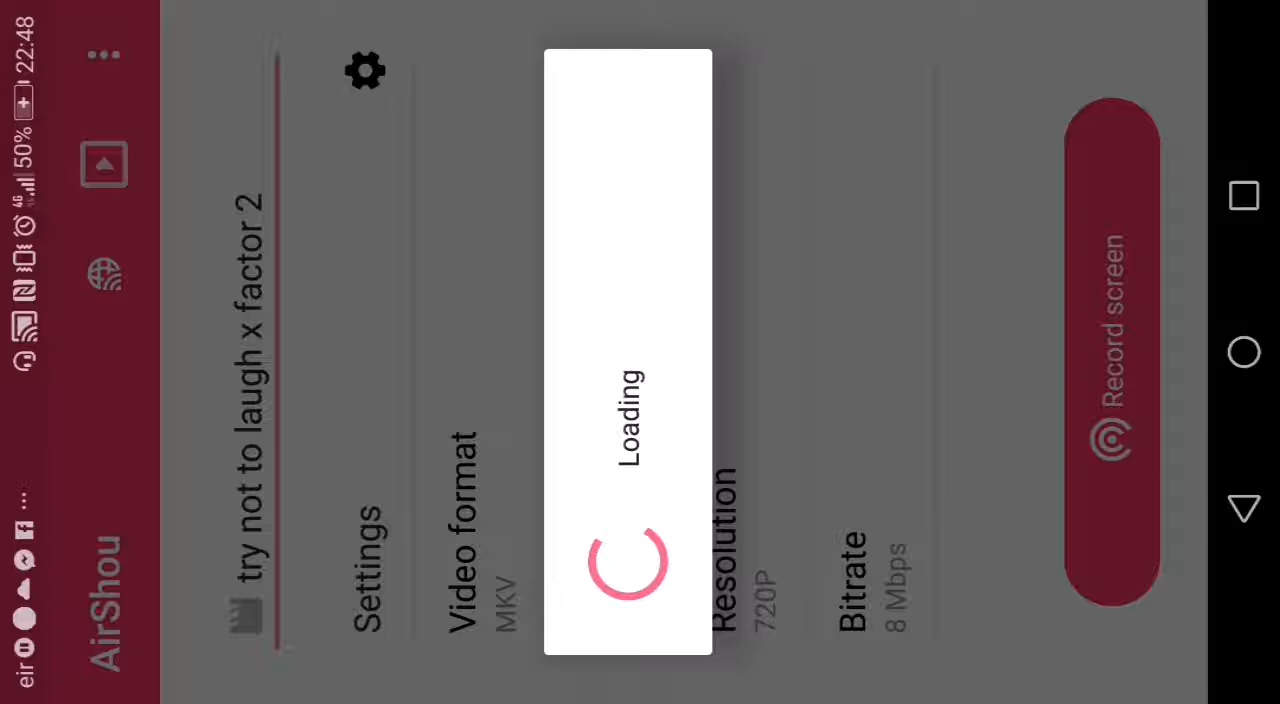 eir 4G 50% 22:48
AirShou
try not to laugh x factor 2
Settings
Video format
MKV
Loading
Resolution
720P
Bitrate
8 Mbps
Record screen